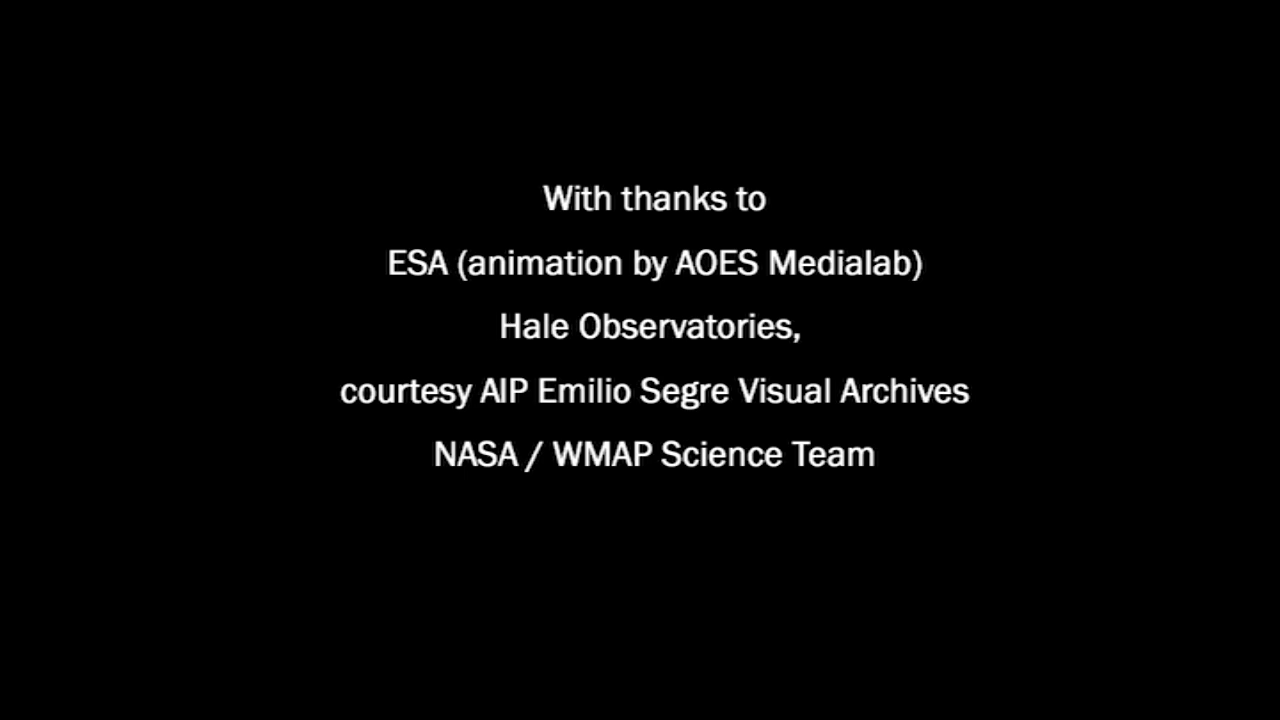 With thanks to
ESA (animation by AOES Medialab)
Hale Observatories,
courtesy AIP Emilio Segre Visual Archives
NASA / WMAP Science Team